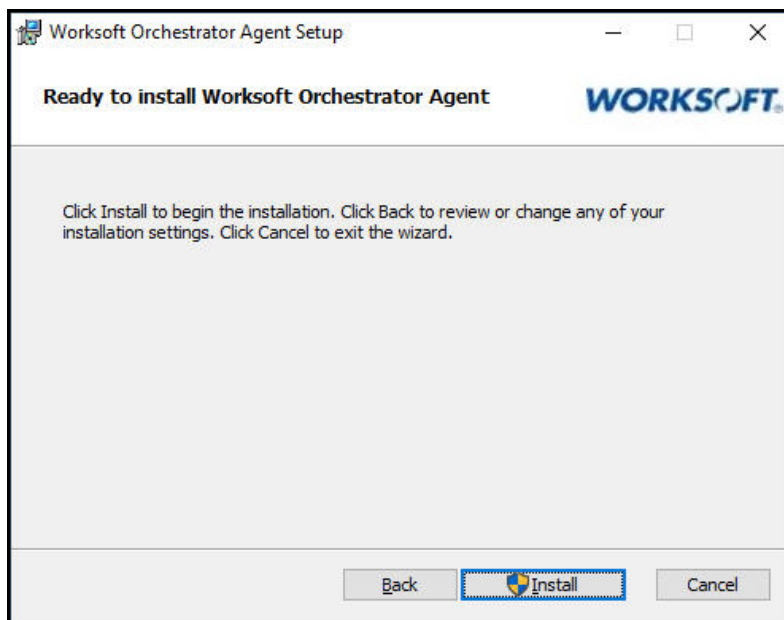 Worksoft Orchestrator Agent Setup
Ready to install Worksoft Orchestrator Agent
WORKSOFT®
Click Install to begin the installation. Click Back to review or change any of your
installation settings. Click Cancel to exit the wizard.
Back
Install
Cancel